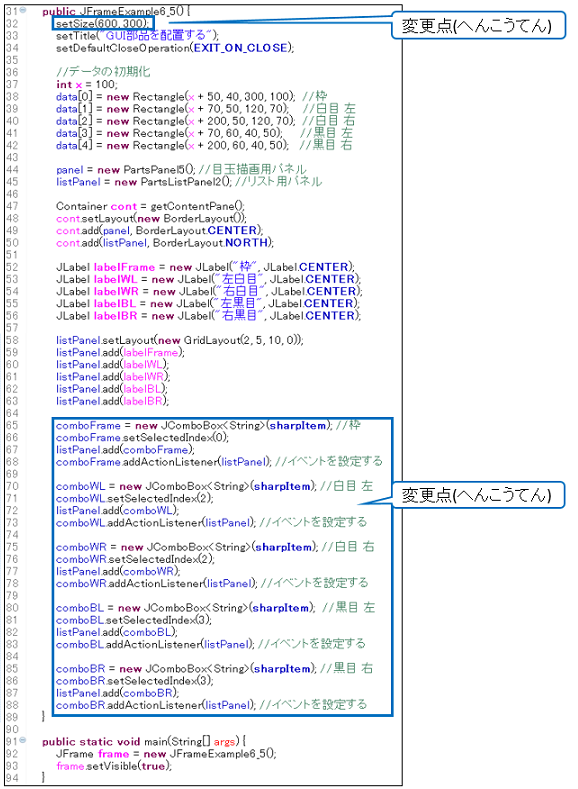 31 public JFrameExample6_5() {
32 setSize(600, 300);
変更点(へんこうてん)
33 setTitle("GUI部品を配置する");
34 setDefaultCloseOperation(EXIT_ON_CLOSE);
35
36 //データの初期化
37 int x = 100;
38 data[0] = new Rectangle(x + 50, 40, 300, 100); //枠
39 data[1] = new Rectangle(x + 70, 50, 120, 70); //白目 左
40 data[2] = new Rectangle(x + 200, 50, 120, 70); //白目 右
41 data[3] = new Rectangle(x + 70, 60, 40, 50); //黒目 左
42 data[4] = new Rectangle(x + 200, 60, 40, 50); //黒目 右
43
44 panel = new PartsPanel5(); //目玉描画用パネル
45 listPanel = new PartsListPanel2(); //リスト用パネル
46
47 Container cont = getContentPane();
48 cont.setLayout(new BorderLayout());
49 cont.add(panel, BorderLayout.CENTER);
50 cont.add(listPanel, BorderLayout.NORTH);
51
52 JLabel labelFrame = new JLabel("枠", JLabel.CENTER);
53 JLabel labelWL = new JLabel("左白目", JLabel.CENTER);
54 JLabel labelWR = new JLabel("右白目", JLabel.CENTER);
55 JLabel labelBL = new JLabel("左黒目", JLabel.CENTER);
56 JLabel labelBR = new JLabel("右黒目", JLabel.CENTER);
57
58 listPanel.setLayout(new GridLayout(2, 5, 10, 0));
59 listPanel.add(labelFrame);
60 listPanel.add(labelWL);
61 listPanel.add(labelWR);
62 listPanel.add(labelBL);
63 listPanel.add(labelBR);
64
65 comboFrame = new JComboBox<String>(sharpItem); //枠
66 comboFrame.setSelectedIndex(0);
67 listPanel.add(comboFrame);
68 comboFrame.addActionListener(listPanel); //イベントを設定する
69
70 comboWL = new JComboBox<String>(sharpItem); //白目 左
71 comboWL.setSelectedIndex(2);
変更点(へんこうてん)
72 listPanel.add(comboWL);
73 comboWL.addActionListener(listPanel); //イベントを設定する
74
75 comboWR = new JComboBox<String>(sharpItem); //白目 右
76 comboWR.setSelectedIndex(2);
77 listPanel.add(comboWR);
78 comboWR.addActionListener(listPanel); //イベントを設定する
79
80 comboBL = new JComboBox<String>(sharpItem); //黒目 左
81 comboBL.setSelectedIndex(3);
82 listPanel.add(comboBL);
83 comboBL.addActionListener(listPanel); //イベントを設定する
84
85 comboBR = new JComboBox<String>(sharpItem); //黒目 右
86 comboBR.setSelectedIndex(3);
87 listPanel.add(comboBR);
88 comboBR.addActionListener(listPanel); //イベントを設定する
89 }
90
91 public static void main(String[] args) {
92 JFrame frame = new JFrameExample6_5();
93 frame.setVisible(true);
94 }